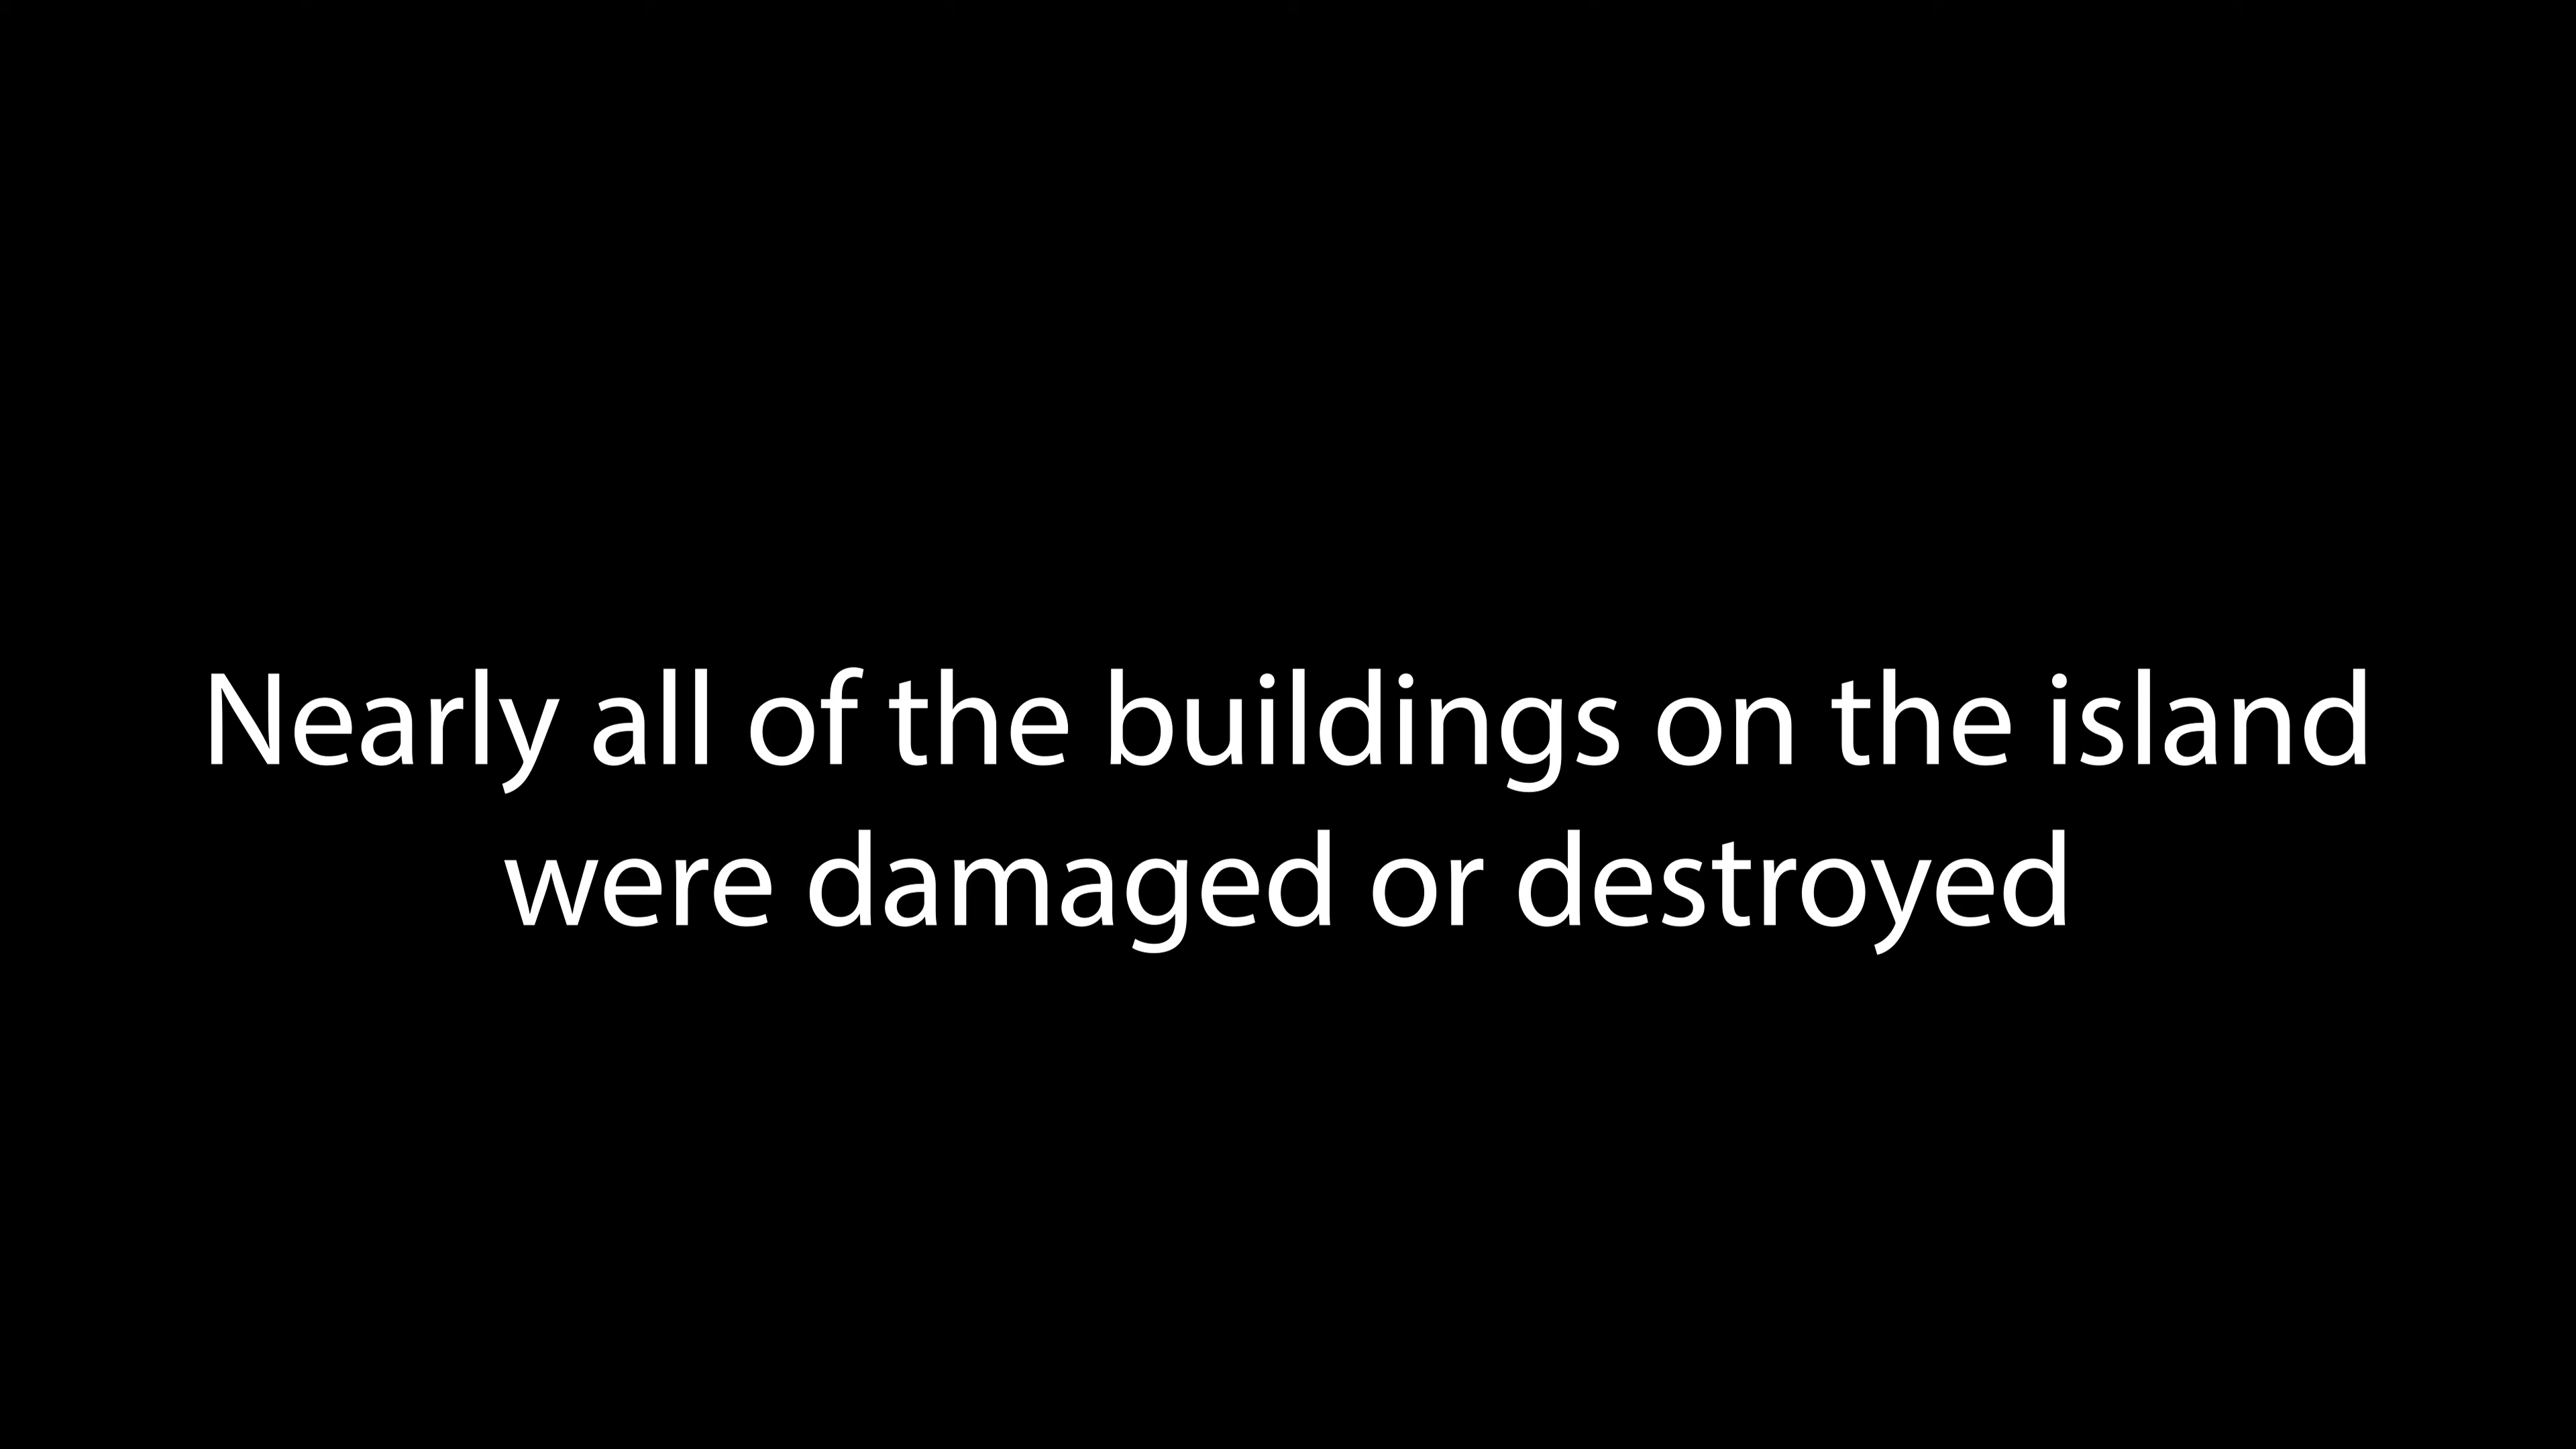 Nearly all of the buildings on the island
were damaged or destroyed